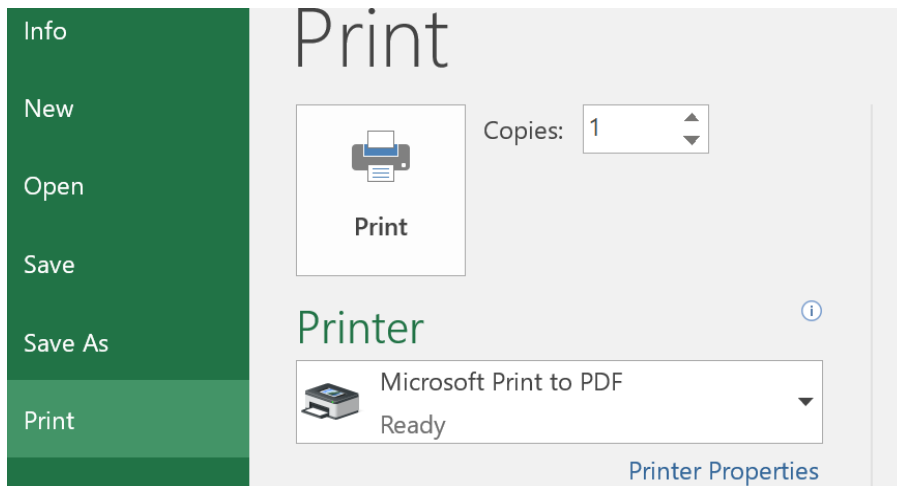 Info
New
Open
Save
Save As
Print
Print
Print
Copies: 1
Printer
Microsoft Print to PDF
Ready
Printer Properties